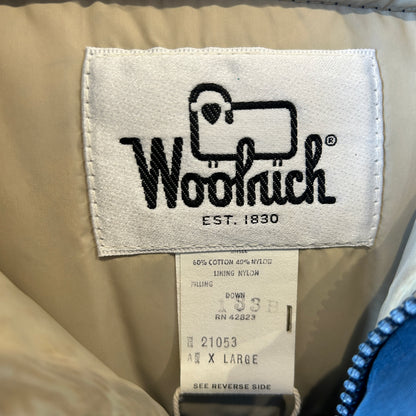 Woolrich®
EST. 1830
60% COTTON 40% NYLON
LINING NYLON
FILLING
DOWN
RN 42823
21053
X LARGE
SEE REVERSE SIDE